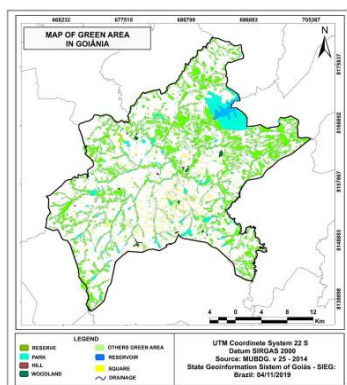 668232 677515 686799 696083 705367
MAP OF GREEN AREA
IN GOIÂNIA
N
8175837
8166852
8157867
8148883
8139898
4 0 4 8 12
Km
LEGEND
RESERVE
PARK
HILL
WOODLAND
OTHERS GREEN AREA
RESERVOIR
SQUARE
DRAINAGE
UTM Coordinete System 22 S
Datum SIRGAS 2000
Source: MUBDG. v 25 - 2014
State Geoinformation Sistem of Goiás - SIEG:
Brazil: 04/11/2019